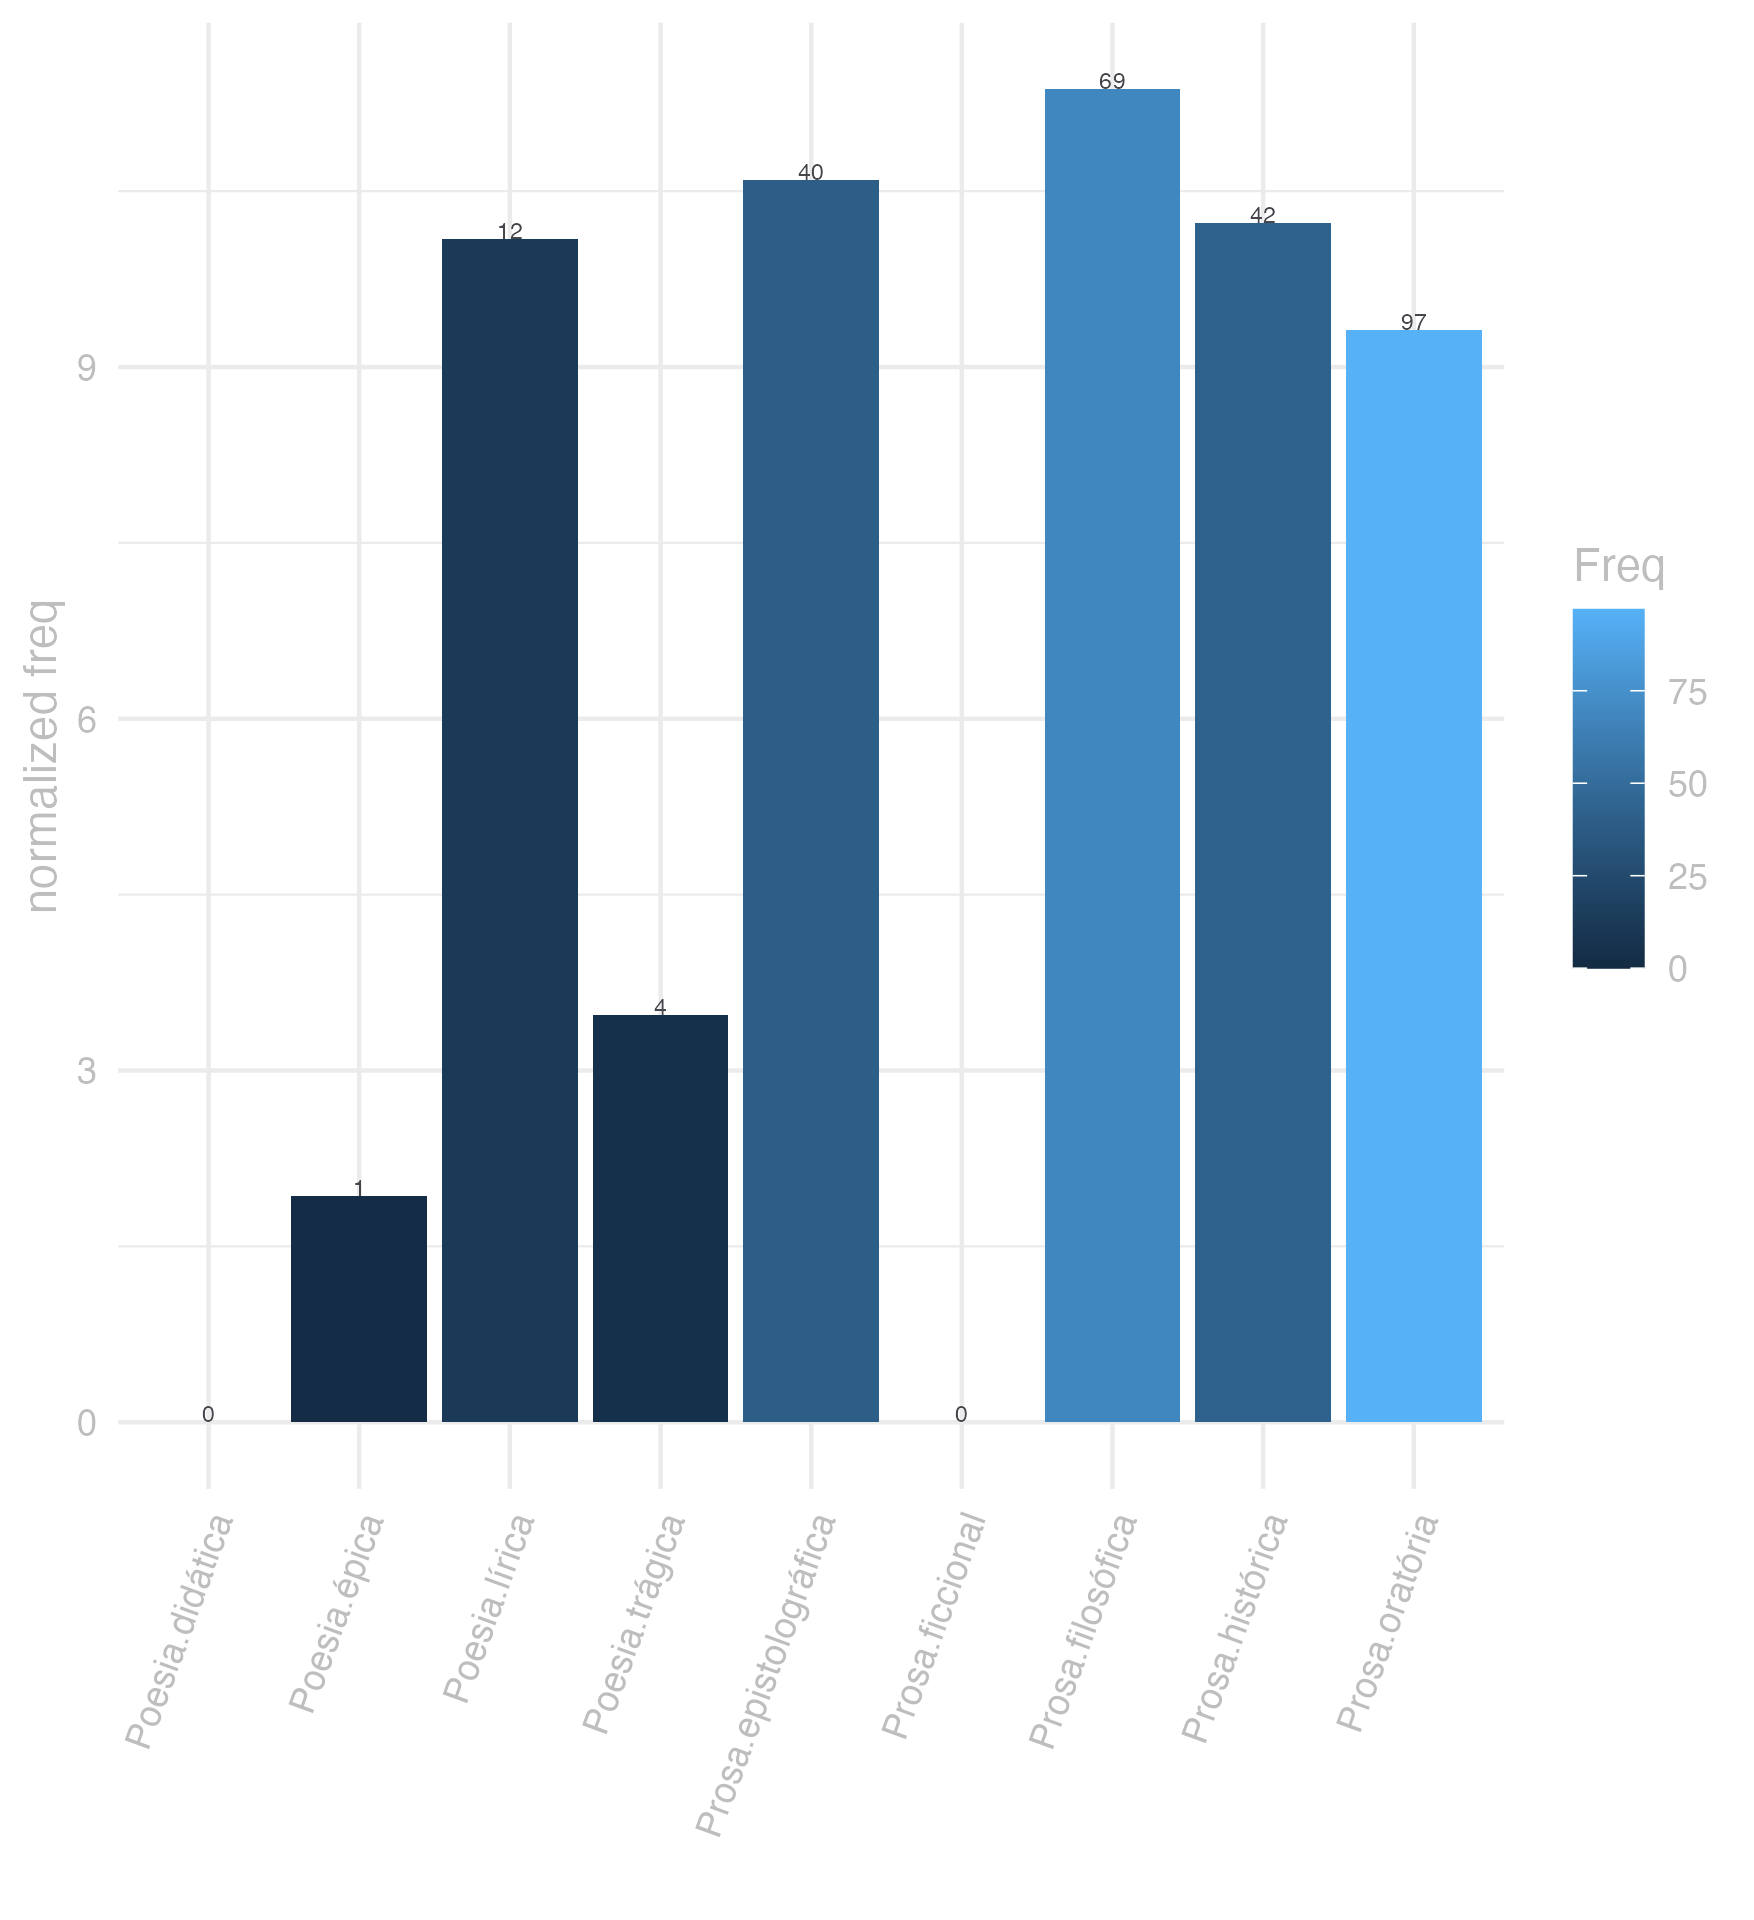 69
40
42
12
97
9
Freq
75
normalized freq
6
50
25
0
4
3
1
0
0
0
Poesia.didática
Poesia.épica
Poesia.lírica
Poesia.trágica
Prosa.epistolográfica
Prosa.ficcional
Prosa.filosófica
Prosa.histórica
Prosa.oratória